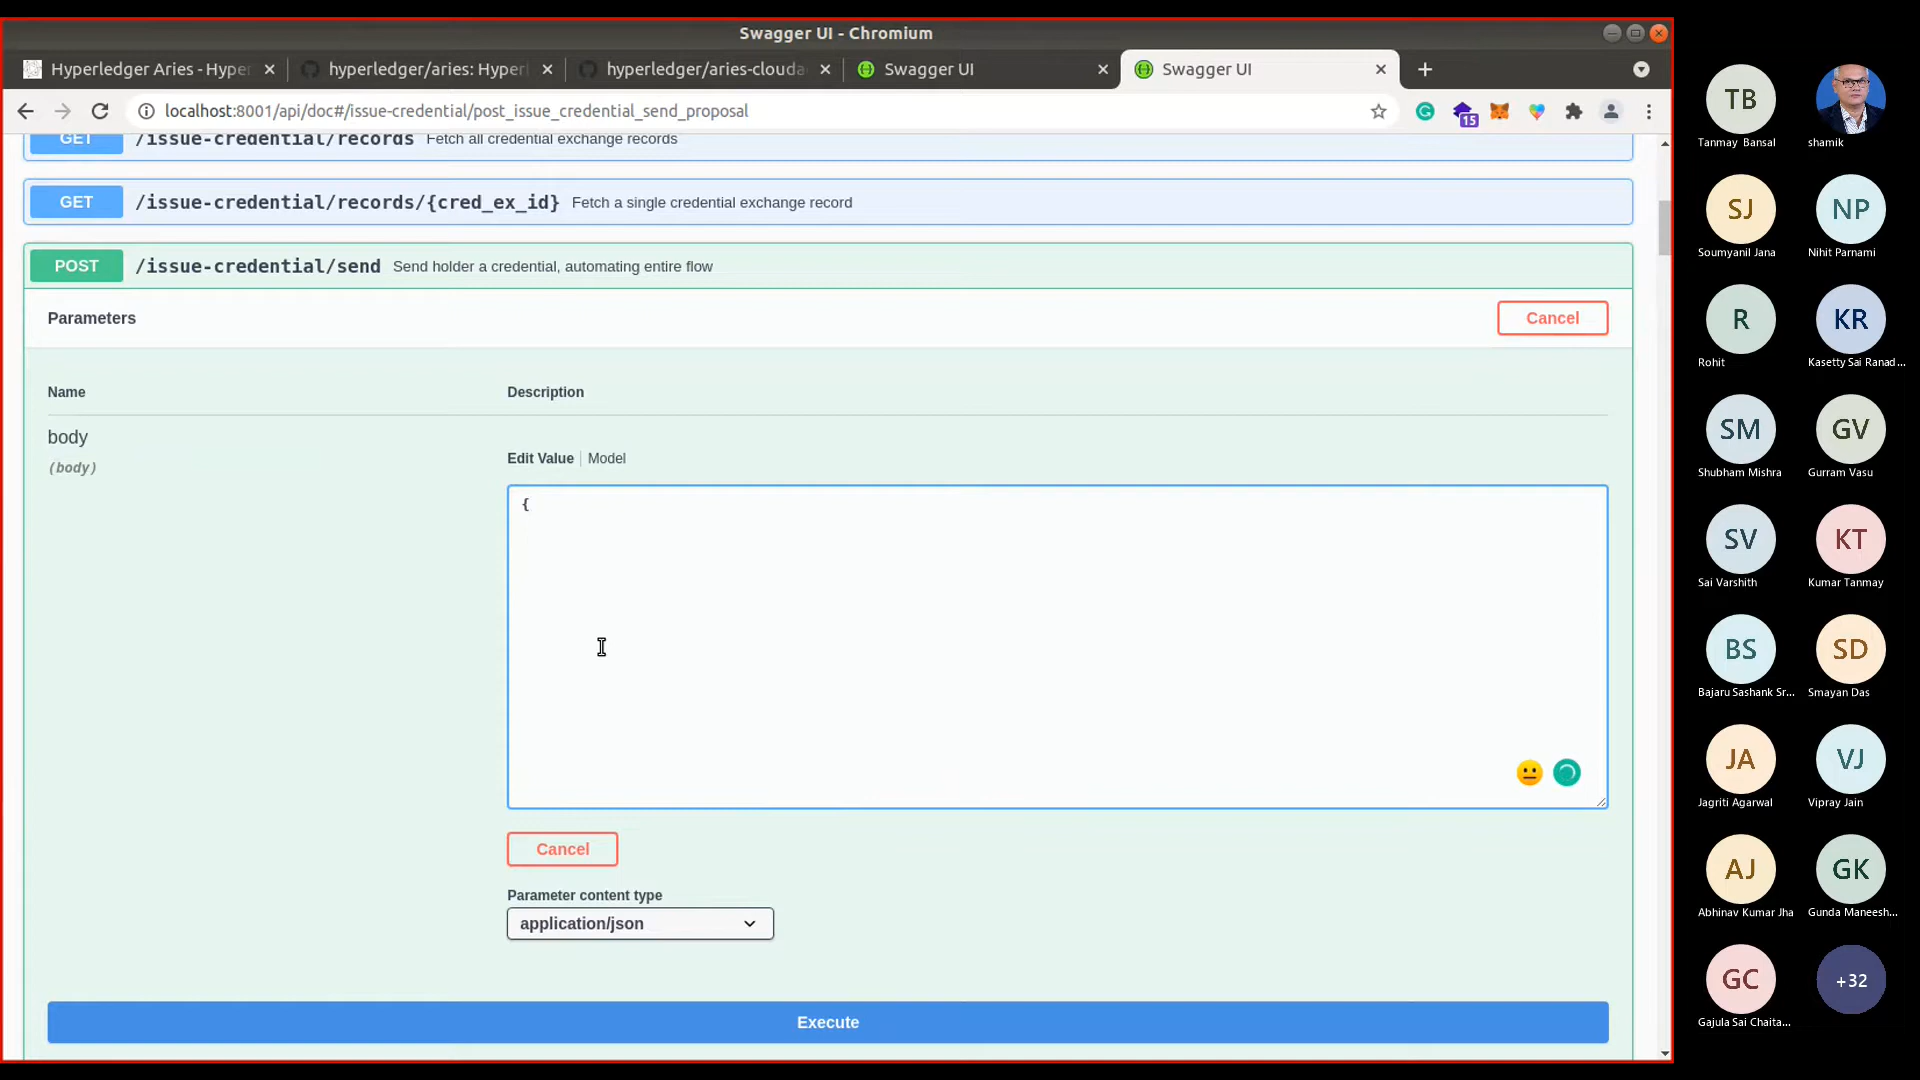 Swagger UI - Chromium
Hyperledger Aries - Hype
hyperledger/aries: Hyperl
hyperledger/aries-clouda
Swagger UI
Swagger UI
localhost:8001/api/doc#/issue-credential/post_issue_credential_send_proposal
15
GET /issue-credential/records Fetch all credential exchange records
GET /issue-credential/records/{cred_ex_id} Fetch a single credential exchange record
POST /issue-credential/send Send holder a credential, automating entire flow
Parameters
Cancel
Name
Description
body
(body)
Edit Value | Model
{
Cancel
Parameter content type
application/json
Execute
TB
Tanmay Bansal
shamik
SJ
Soumyanil Jana
NP
Nihit Parnami
R
Rohit
KR
Kasetty Sai Ranad...
SM
Shubham Mishra
GV
Gurram Vasu
SV
Sai Varshith
KT
Kumar Tanmay
BS
Bajaru Sashank Sr...
SD
Smayan Das
JA
Jagriti Agarwal
VJ
Vipray Jain
AJ
Abhinav Kumar Jha
GK
Gunda Maneesh...
GC
Gajula Sai Chaita...
+32